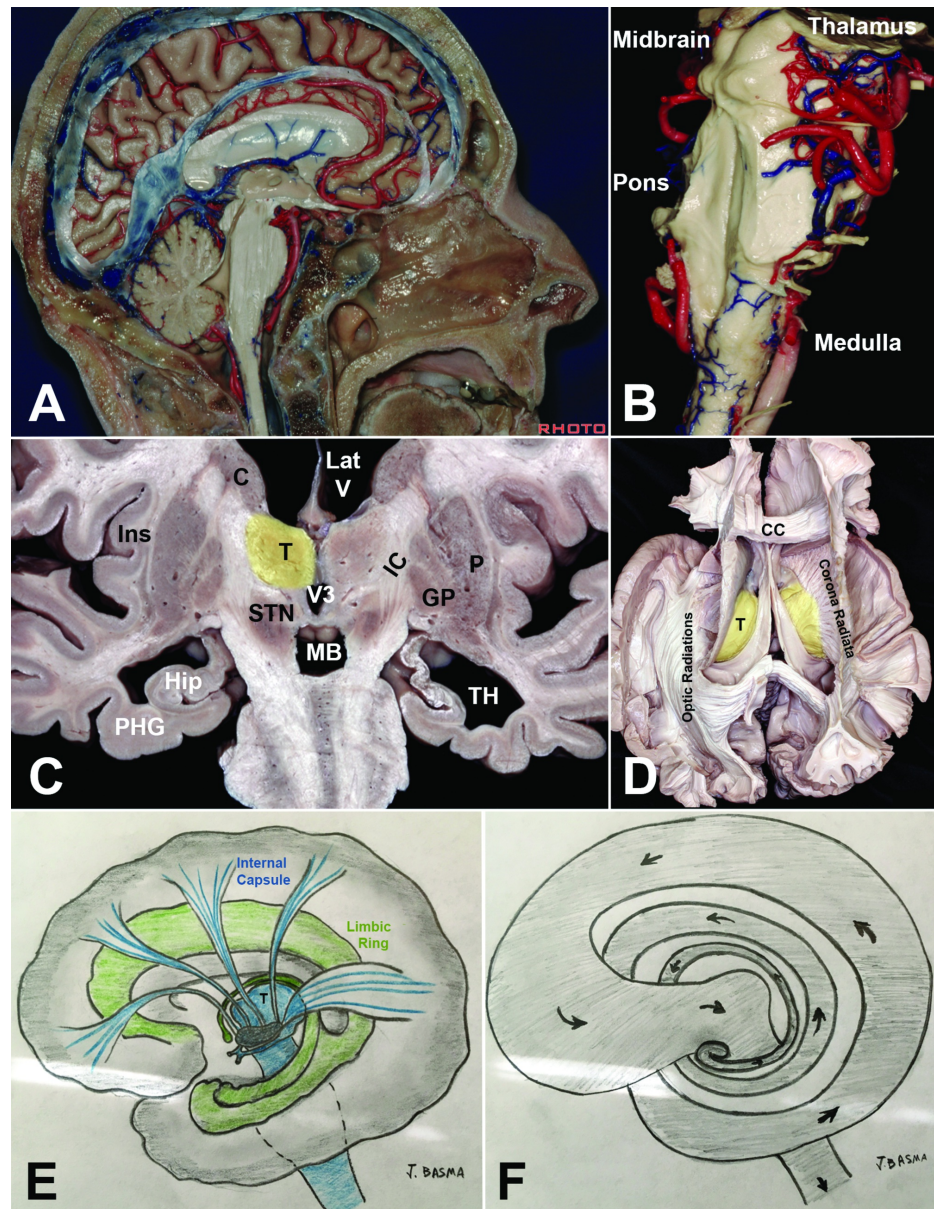 A
RHOTO
Midbrain
Thalamus
Pons
Medulla
B
C
Lat
V
Ins
T
IC
P
V3
STN
GP
MB
Hip
TH
PHG
C
CC
T
Optic Radiations
Corona Radiata
D
Internal
Capsule
Limbic
Ring
T
J. BASMA
E
J. BASMA
F